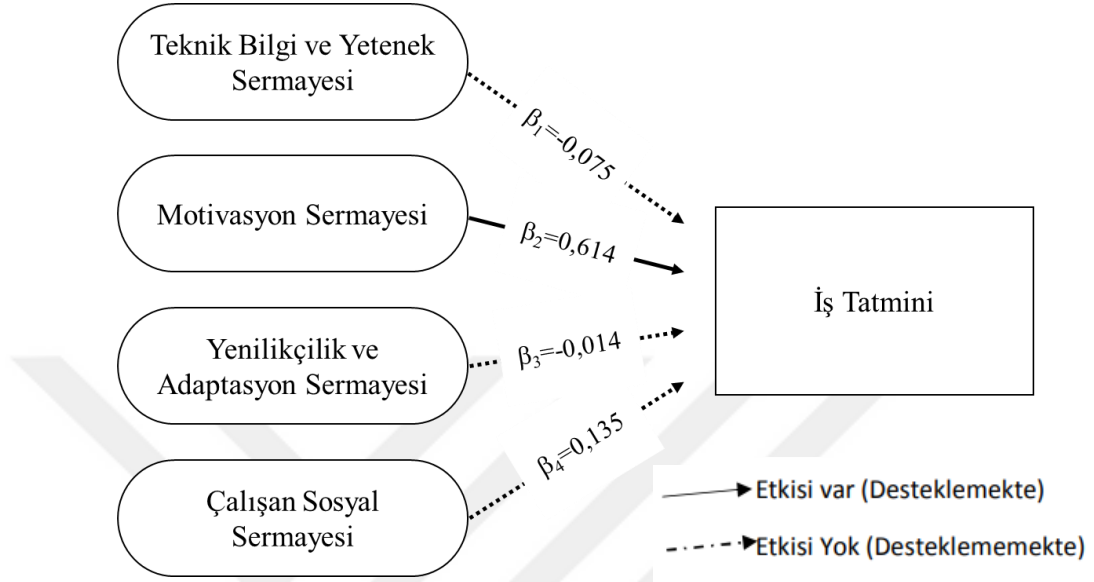 Teknik Bilgi ve Yetenek
Sermayesi
β₁=-0,075
Motivasyon Sermayesi
β₂=0,614
İş Tatmini
Yenilikçilik ve
Adaptasyon Sermayesi
β₃=-0,014
Çalışan Sosyal
Sermayesi
β₄=0,135
Etkisi var (Desteklemekte)
Etkisi Yok (Desteklememekte)